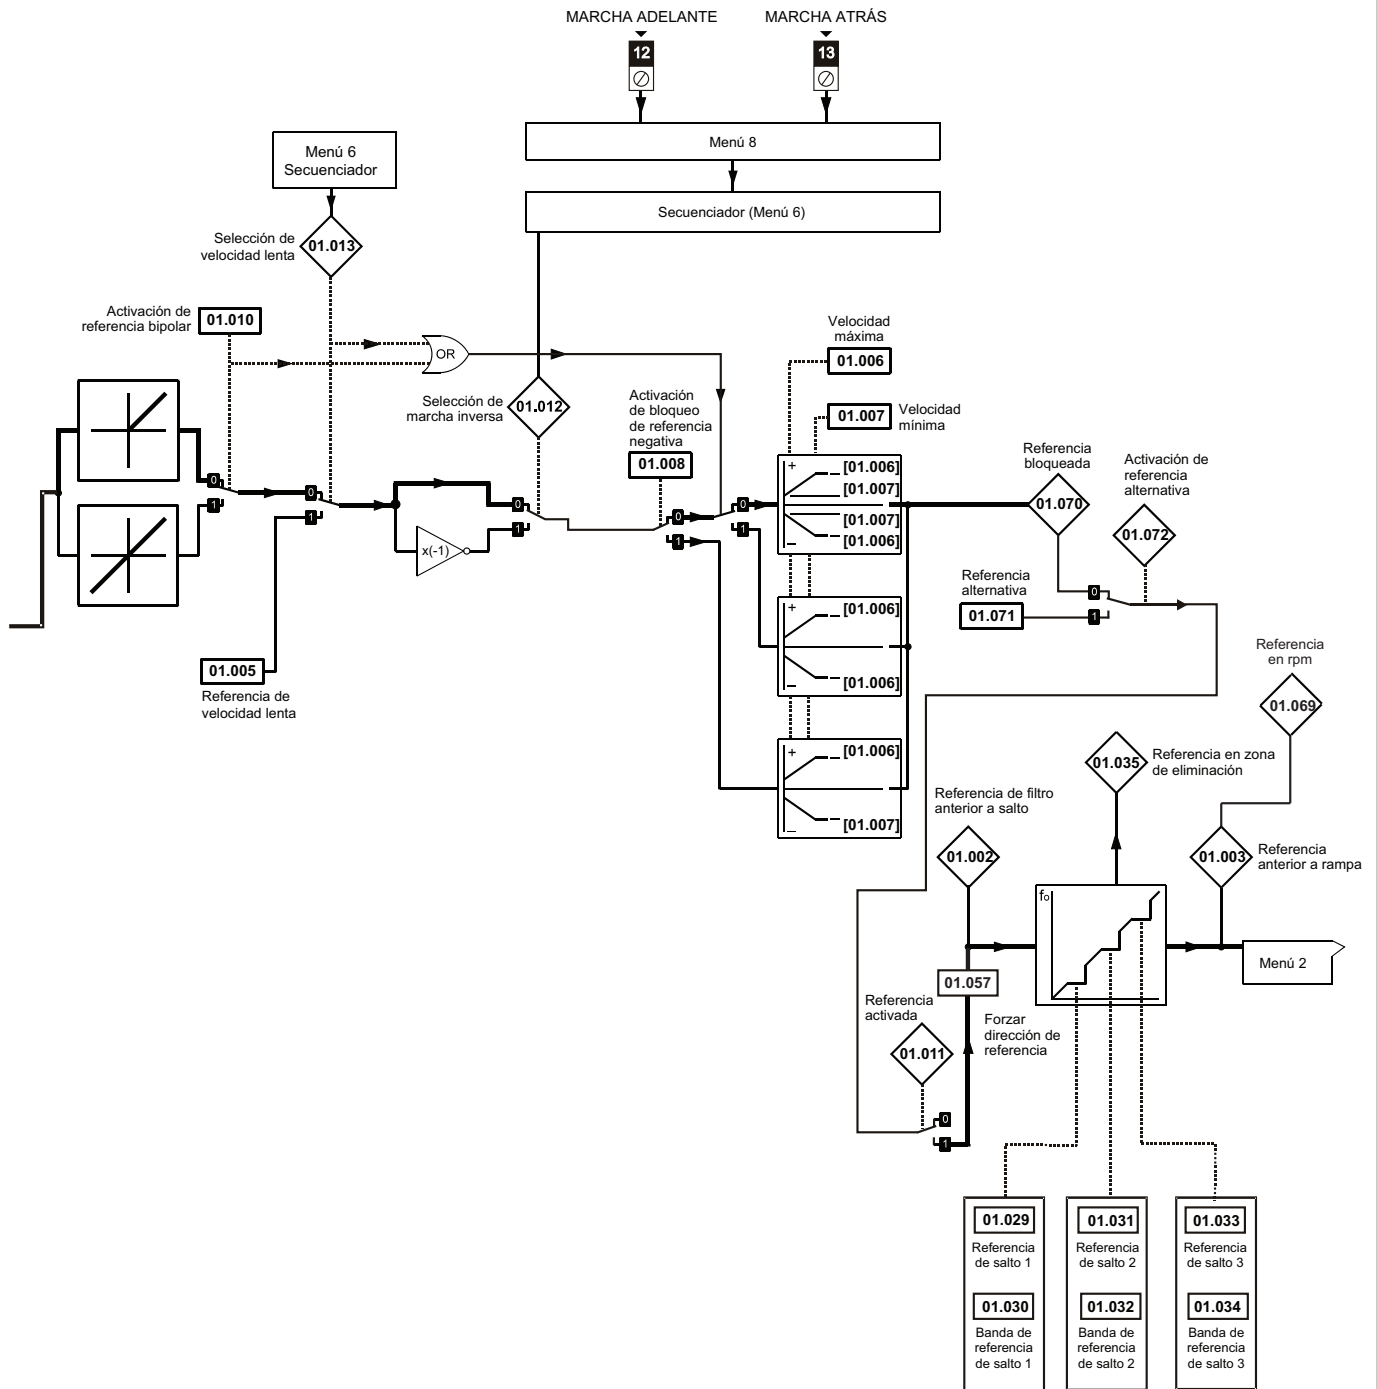 MARCHA ADELANTE
MARCHA ATRÁS
12
13
Menú 8
Menú 6
Secuenciador
Secuenciador (Menú 6)
Selección de
velocidad lenta
01.013
Activación de
referencia bipolar
01.010
OR
Velocidad
máxima
01.006
Selección de
marcha inversa
01.012
Activación
de bloqueo
de referencia
negativa
01.008
01.007
Velocidad
mínima
0
1
0
1
x(-1)
0
1
0
1
0
1
+
[01.006]
[01.007]
[01.007]
[01.006]
–
Referencia
bloqueada
01.070
Activación de
referencia
alternativa
01.072
Referencia
alternativa
01.071
0
1
+
[01.006]
–
[01.006]
01.005
Referencia de
velocidad lenta
Referencia
en rpm
01.069
+
[01.006]
–
[01.007]
01.035
Referencia en zona
de eliminación
Referencia de filtro
anterior a salto
01.002
01.003
Referencia
anterior a rampa
fo
Menú 2
01.057
Referencia
activada
01.011
Forzar
dirección de
referencia
0
1
01.029
Referencia
de salto 1
01.030
Banda de
referencia
de salto 1
01.031
Referencia
de salto 2
01.032
Banda de
referencia
de salto 2
01.033
Referencia
de salto 3
01.034
Banda de
referencia
de salto 3